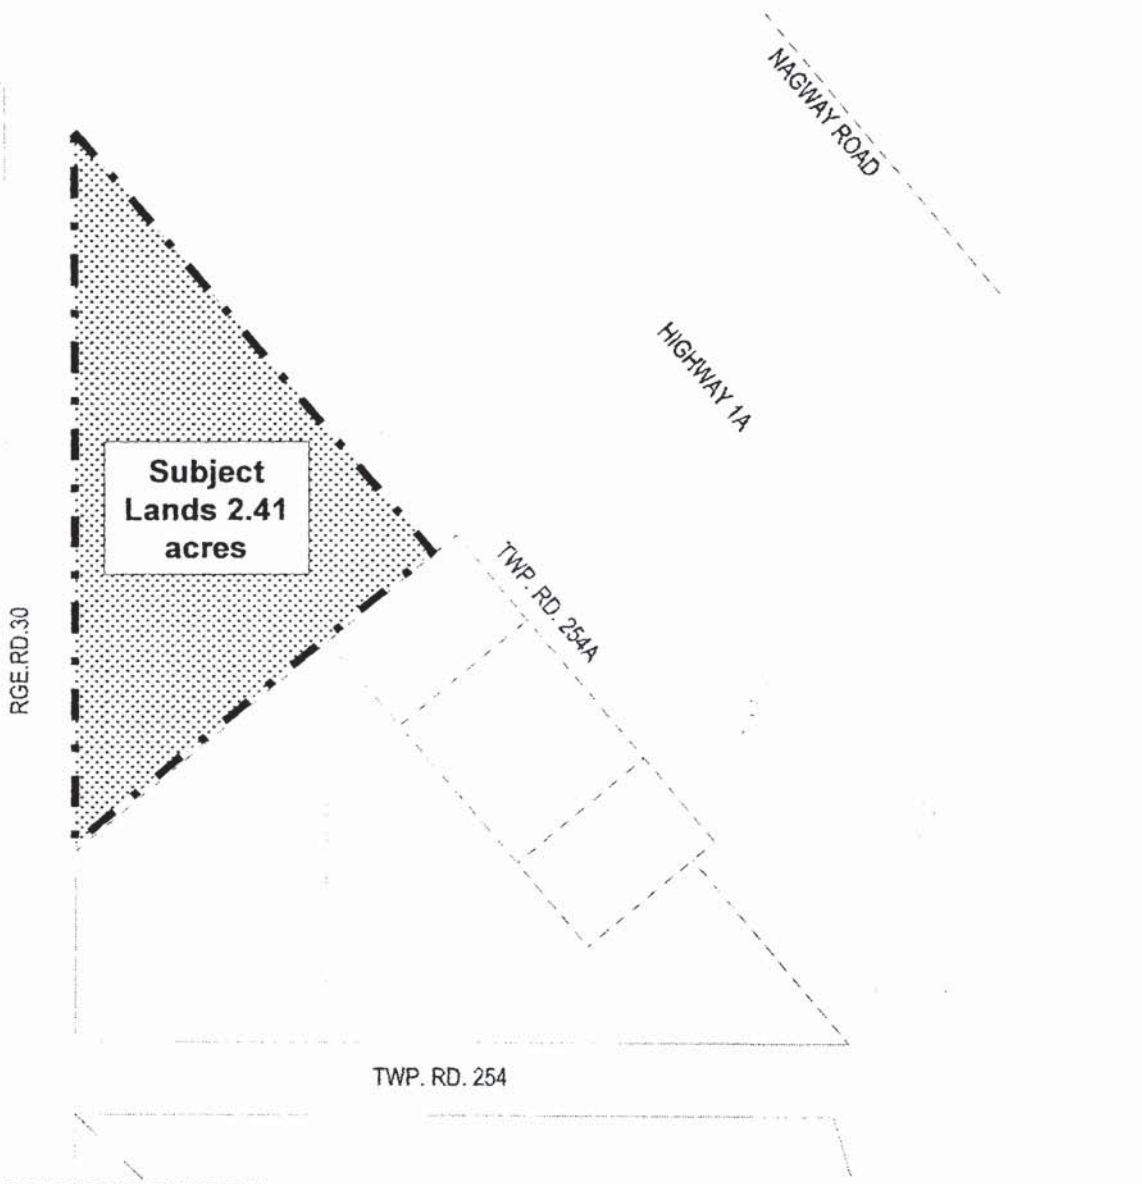 NAGWAY ROAD
HIGHWAY 1A
Subject
Lands 2.41
acres
TWP. RD. 254A
RGE.RD.30
TWP. RD. 254